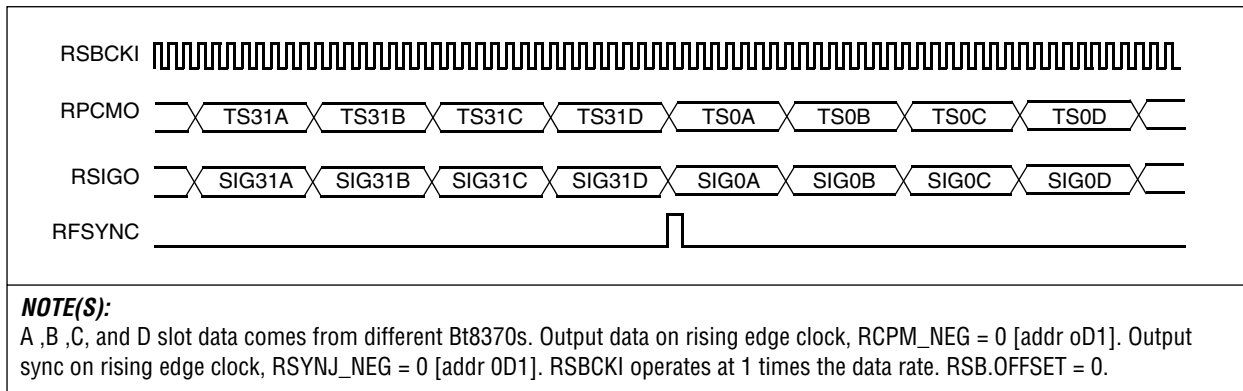 RSBCKI
RPCMO TS31A TS31B TS31C TS31D TS0A TS0B TS0C TS0D
RSIGO SIG31A SIG31B SIG31C SIG31D SIG0A SIG0B SIG0C SIG0D
RFSYNC
NOTE(S):
A ,B ,C, and D slot data comes from different Bt8370s. Output data on rising edge clock, RCPM_NEG = 0 [addr oD1]. Output
sync on rising edge clock, RSYNJ_NEG = 0 [addr 0D1]. RSBCKI operates at 1 times the data rate. RSB.OFFSET = 0.